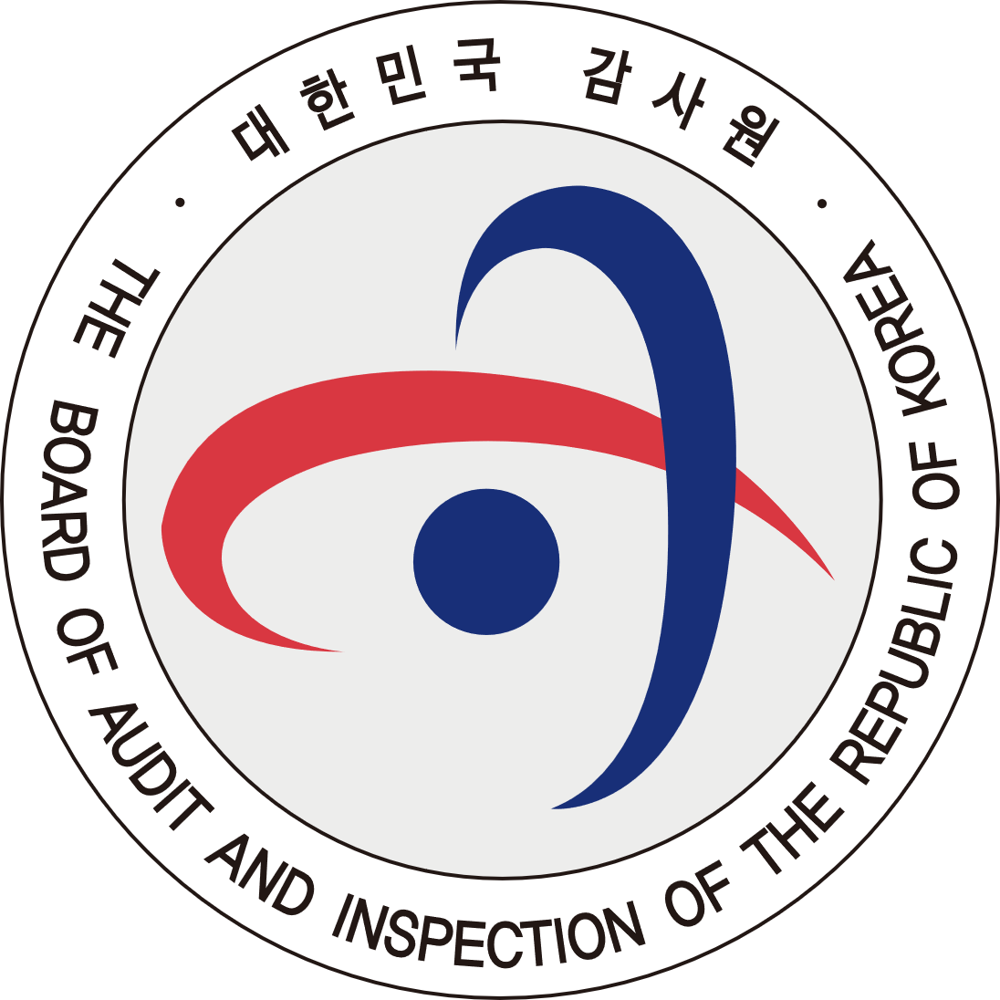 대한민국 감사원
THE BOARD OF AUDIT AND INSPECTION OF THE REPUBLIC OF KOREA